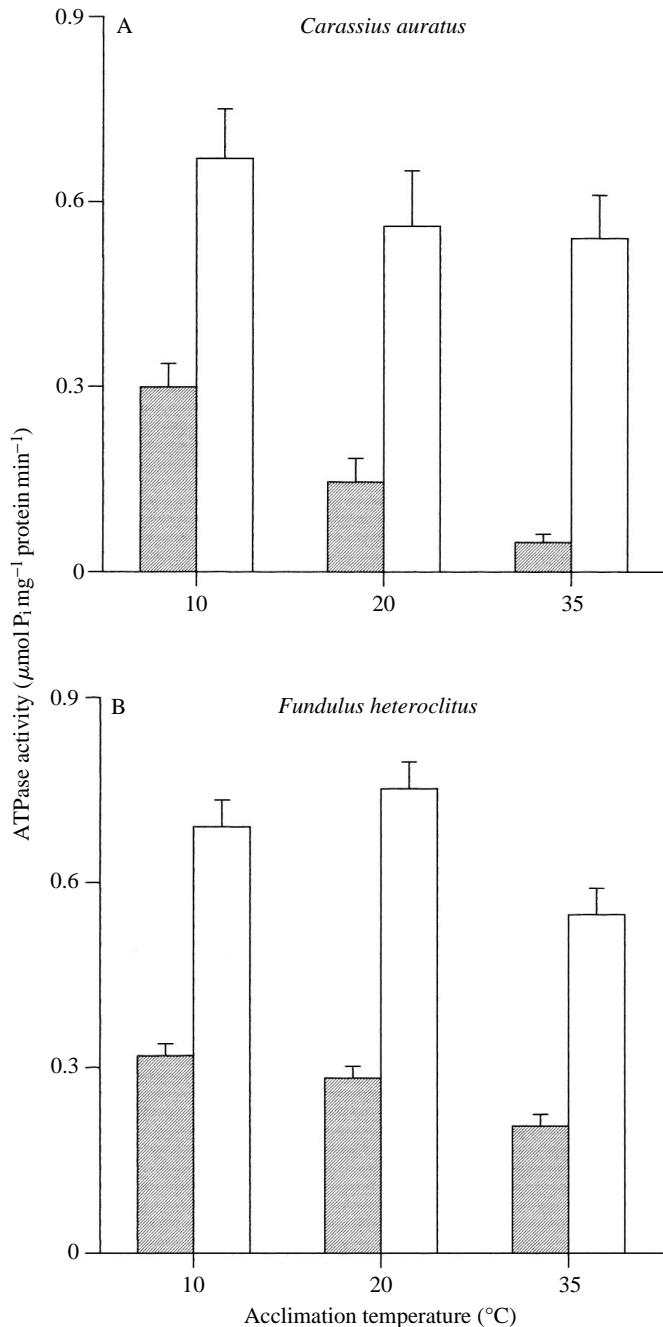 A
Carassius auratus
0.9
0.6
0.3
0
10
20
35
ATPase activity (μmol Pᵢ mg⁻¹ protein min⁻¹)
B
Fundulus heteroclitus
0.9
0.6
0.3
0
10
20
35
Acclimation temperature (°C)